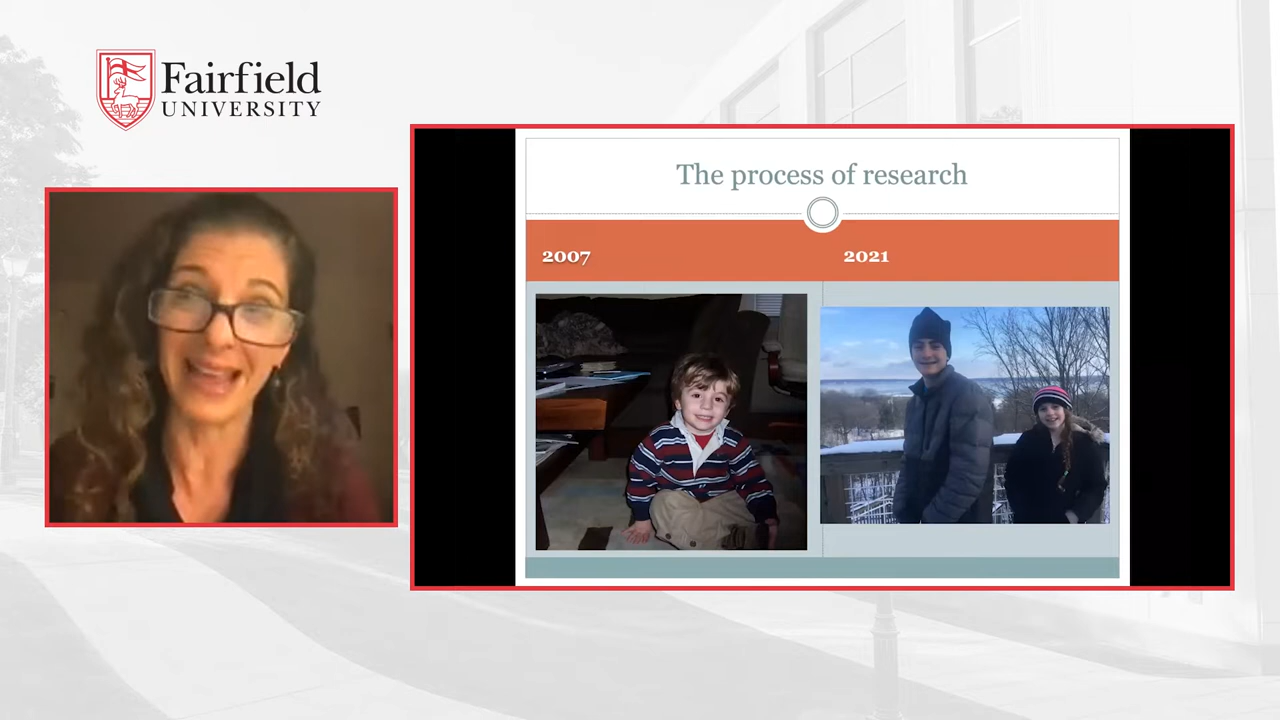 Fairfield
UNIVERSITY
The process of research
2007
2021